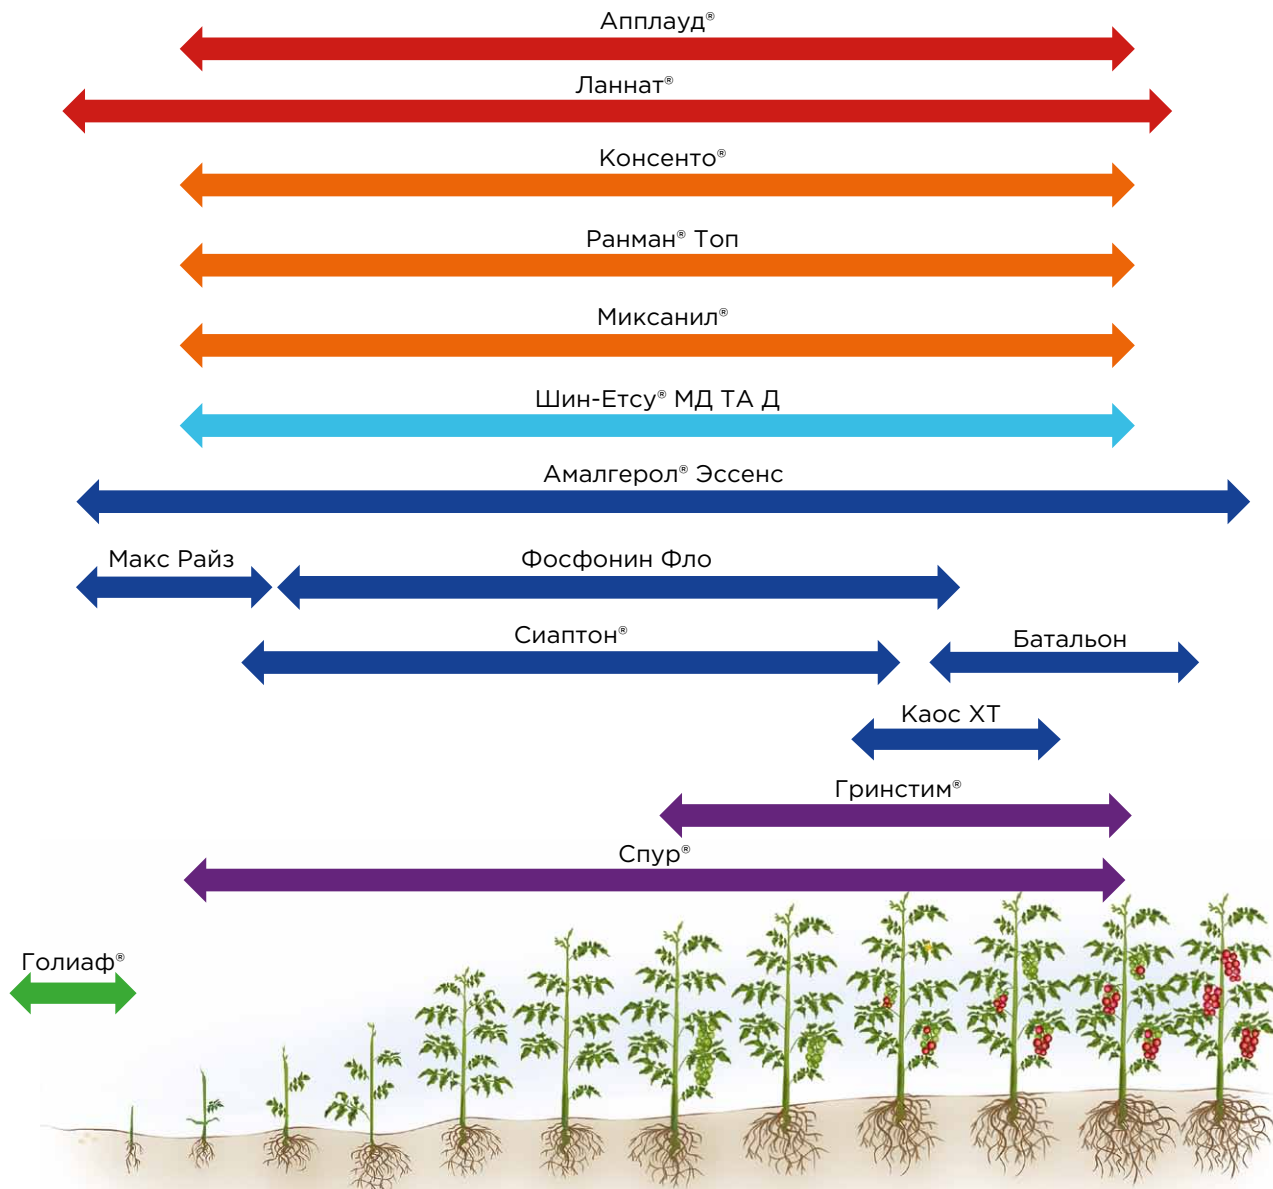 Апплауд®
Ланнат®
Консенто®
Ранман® Топ
Миксанил®
Шин-Етсу® МД ТА Д
Амалгерол® Эссенс
Макс Райз
Фосфонин Фло
Сиаптон®
Батальон
Каос ХТ
Гринстим®
Спур®
Голиаф®